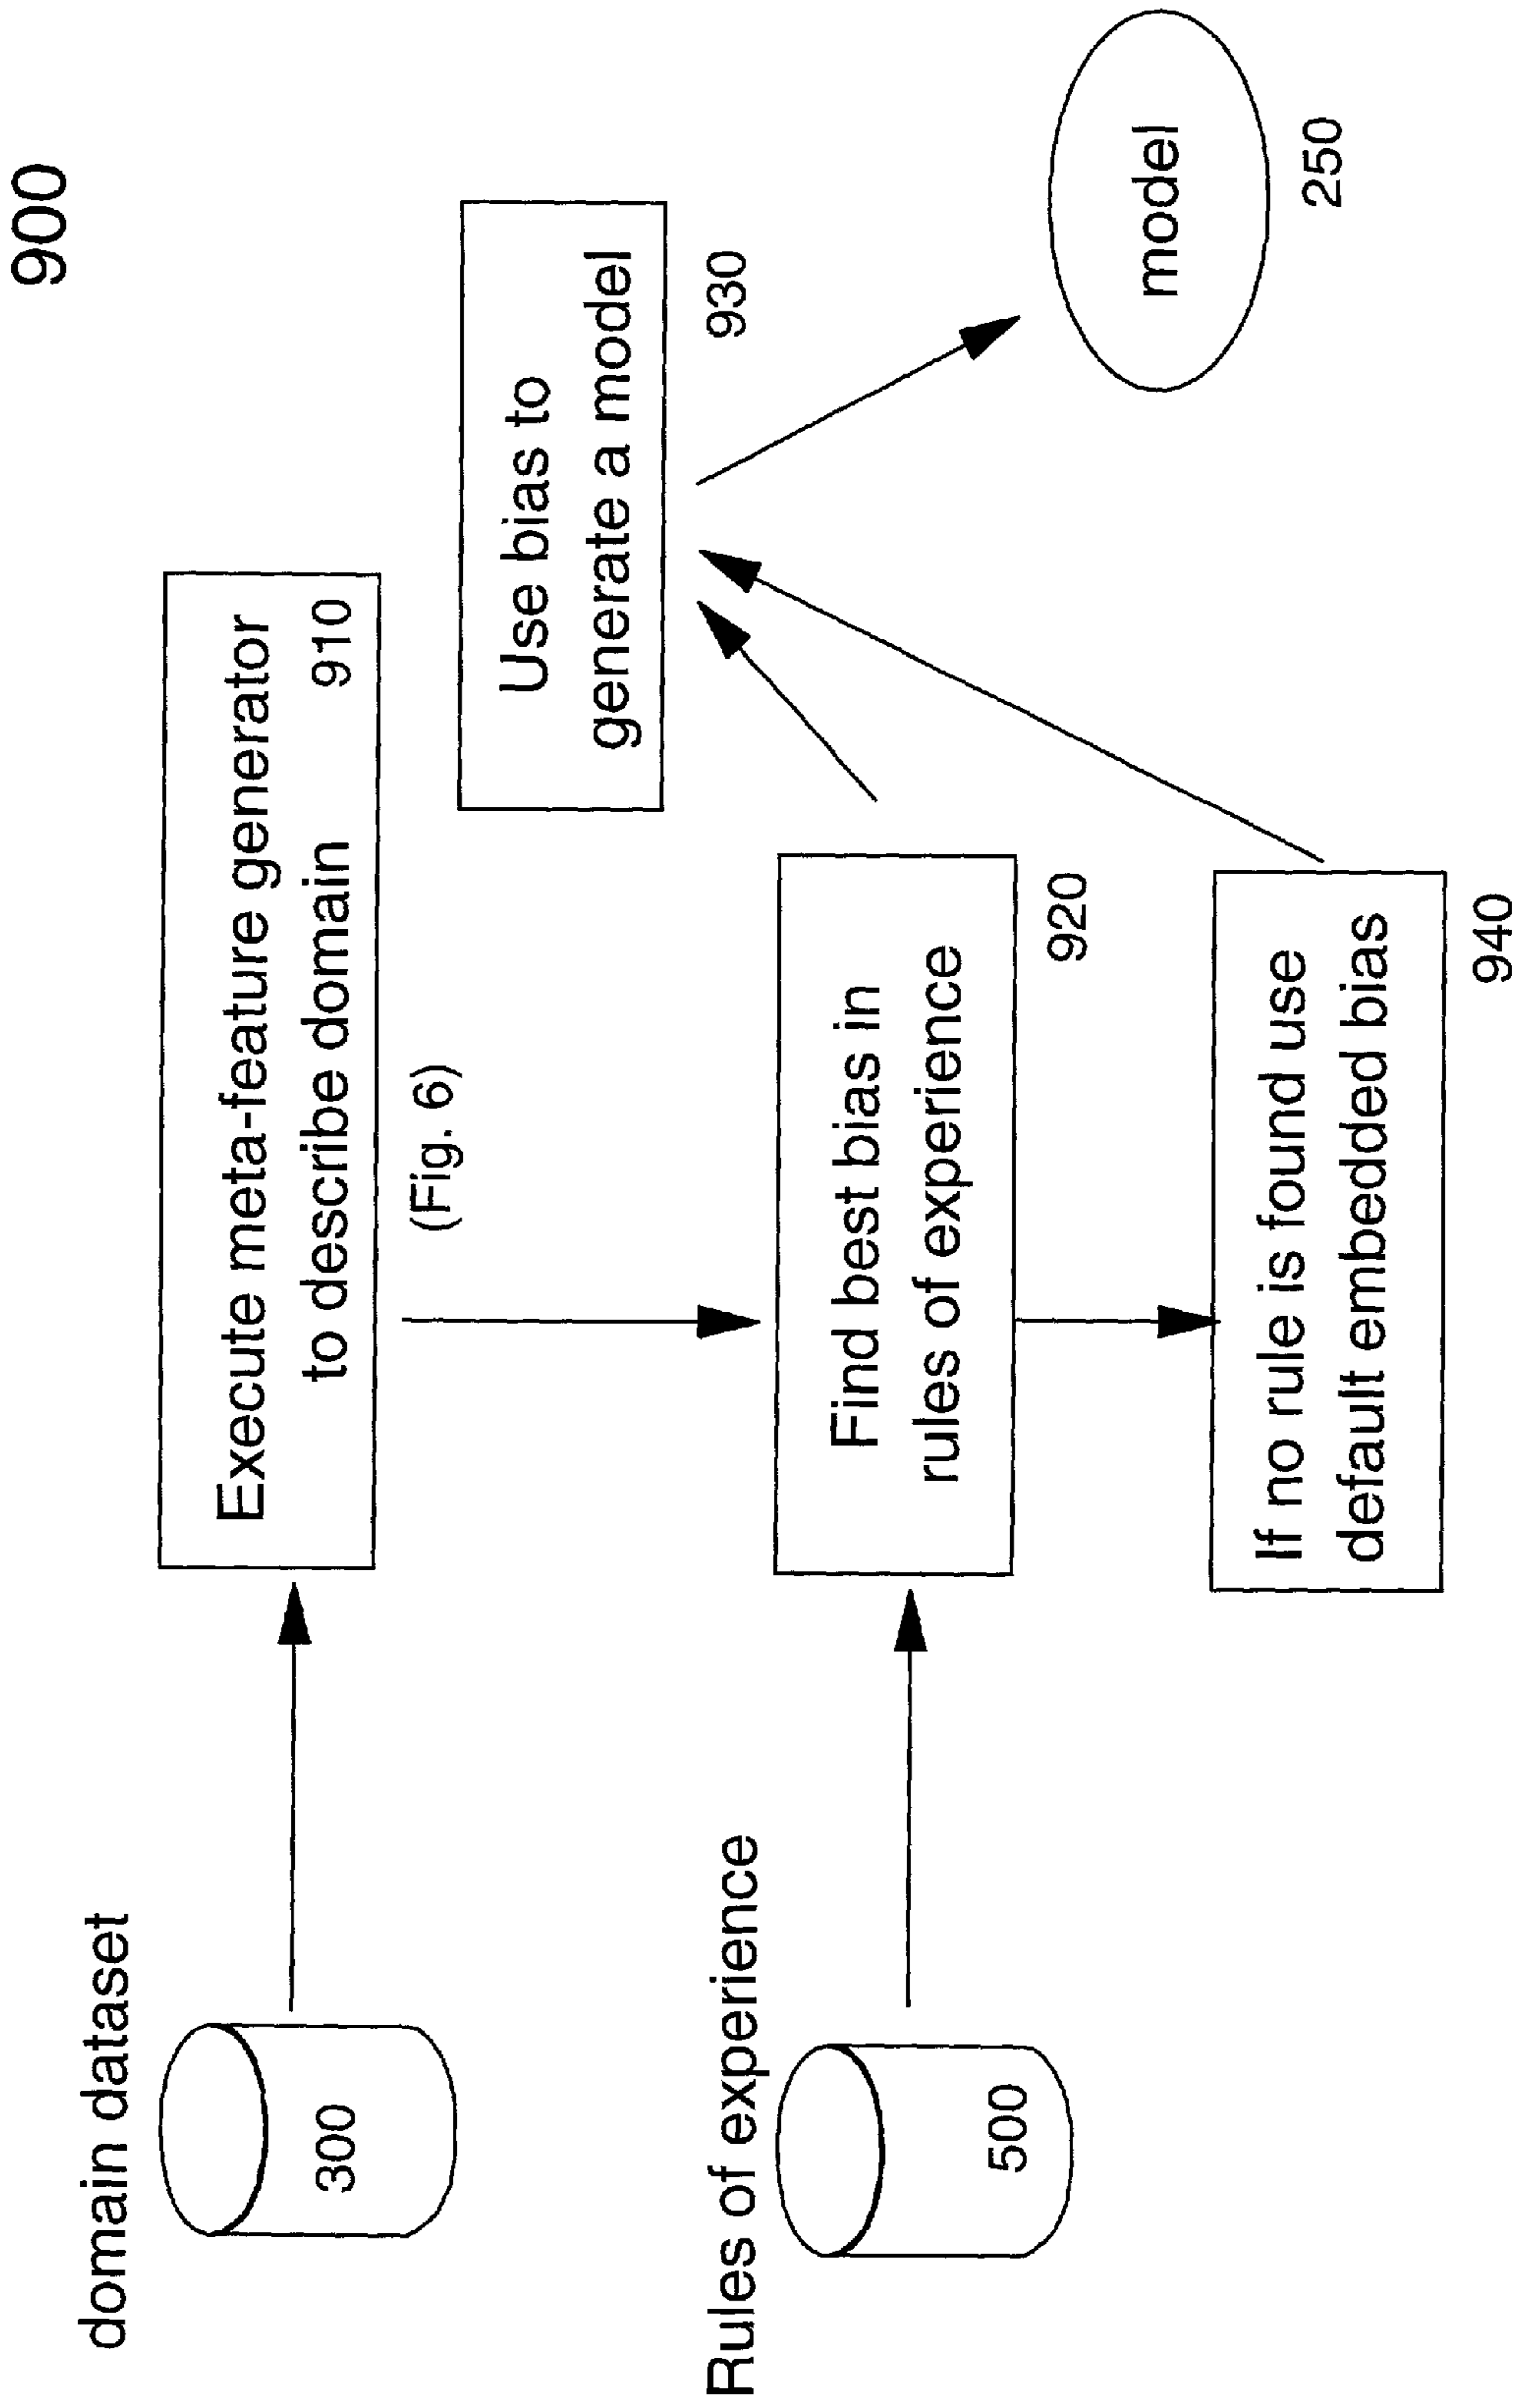 900
domain dataset
300
Execute meta-feature generator
to describe domain 910
(Fig. 6)
Use bias to
generate a model
930
Rules of experience
500
Find best bias in
rules of experience
920
model
250
If no rule is found use
default embedded bias
940